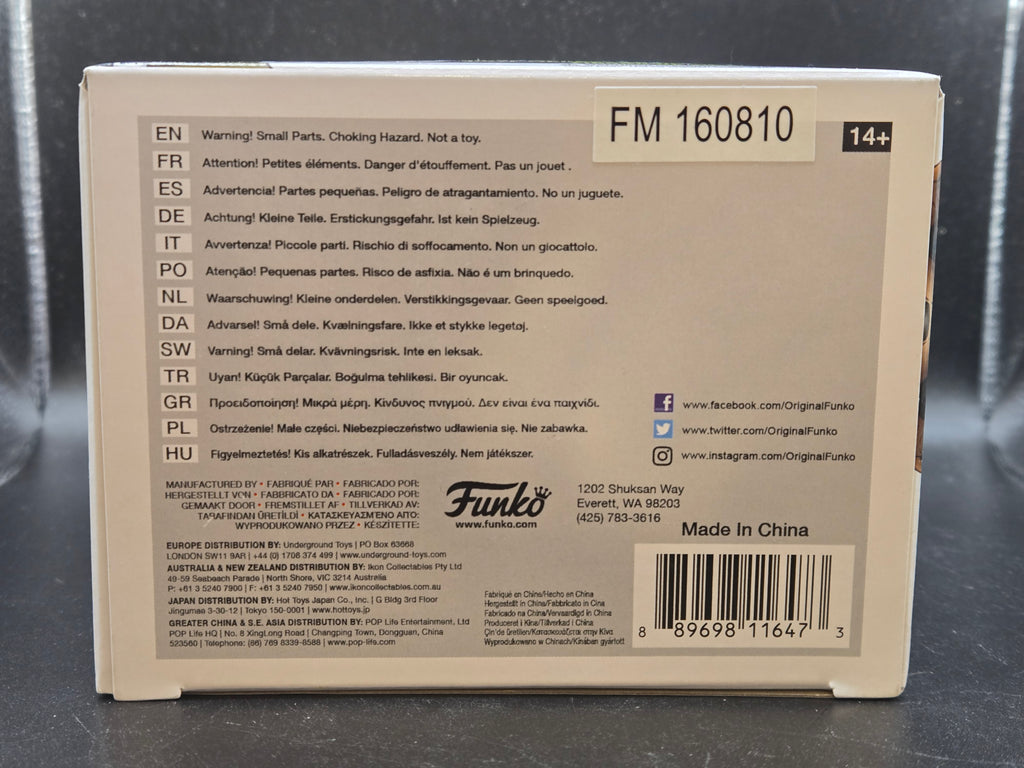 FM 160810
14+
EN Warning! Small Parts. Choking Hazard. Not a toy.
FR Attention! Petites éléments. Danger d'étouffement. Pas un jouet .
ES Advertencia! Partes pequeñas. Peligro de atragantamiento. No un juguete.
DE Achtung! Kleine Teile. Erstickungsgefahr. Ist kein Spielzeug.
IT Avvertenza! Piccole parti. Rischio di soffocamento. Non un giocattolo.
PO Atenção! Pequenas partes. Risco de asfixia. Não é um brinquedo.
NL Waarschuwing! Kleine onderdelen. Verstikkingsgevaar. Geen speelgoed.
DA Advarsel! Små dele. Kvælningsfare. Ikke et stykke legetøj.
SW Varning! Små delar. Kvävningsrisk. Inte en leksak.
TR Uyan! Küçük Parçalar. Boğulma tehlikesi. Bir oyuncak.
GR Προειδοποίηση! Μικρά μέρη. Κίνδυνος πνιγμού. Δεν είναι ένα παιχνίδι.
PL Ostrzeżenie! Małe części. Niebezpieczeństwo udławienia się. Nie zabawka.
HU Figyelmeztetés! Kis alkatrészek. Fulladásveszély. Nem játékszer.
www.facebook.com/OriginalFunko
www.twitter.com/OriginalFunko
www.instagram.com/OriginalFunko
MANUFACTURED BY • FABRIQUÉ PAR • FABRICADO POR:
HERGESTELLT VON • FABBRICATO DA • FABRICADO POR:
GEMAAKT DOOR • FREMSTILLET AF • TILLVERKAD AV:
TARAFINDAN ÜRETİLDİ • ΚΑΤΑΣΚΕΥΑΣΜΈΝΟ ΑΠΌ:
WYPRODUKOWANO PRZEZ • KÉSZÍTETTE:
Funko
www.funko.com
1202 Shuksan Way
Everett, WA 98203
(425) 783-3616
Made In China
EUROPE DISTRIBUTION BY: Underground Toys | PO Box 63668
LONDON SW11 9AR | +44 (0) 1708 374 499 | www.underground-toys.com
AUSTRALIA & NEW ZEALAND DISTRIBUTION BY: Ikon Collectables Pty Ltd
49-59 Seabeach Parade | North Shore, VIC 3214 Australia
P: +61 3 5240 7900 | F: +61 3 5240 7950 | www.ikoncollectables.com.au
JAPAN DISTRIBUTION BY: Hot Toys Japan Co., Inc. | G Bldg 3rd Floor
Jingumae 3-30-12 | Tokyo 150-0001 | www.hottoys.jp
GREATER CHINA & S.E. ASIA DISTRIBUTION BY: POP Life Entertainment, Ltd
POP Life HQ | No. 8 XingLong Road | Changping Town, Dongguan, China
523560 | Telephone: (86) 769 8339-8588 | www.pop-life.com
Fabriqué en China/Hecho en China
Hergestellt in China/Fabbricato in Cina
Fabricado na China/Vervaardigd in China
Produceret i Kina/Tillverkad i China
Çin'de üretilen/Κατασκευάζεται στην Κίνα
Wyprodukowano w Chinach/Kínában gyártott
8 89698 11647 3